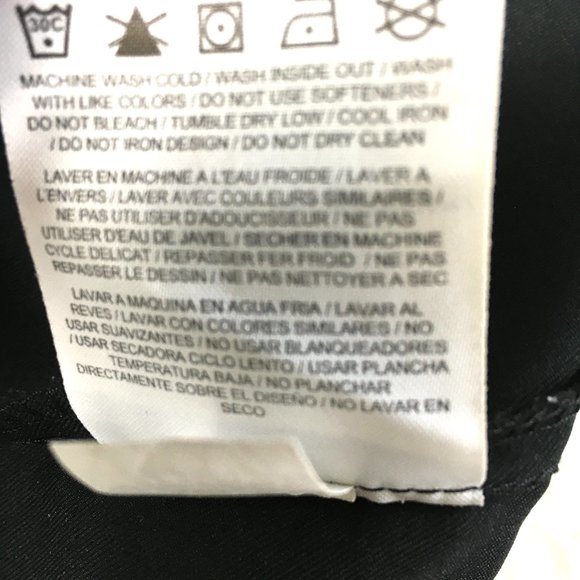 30C
MACHINE WASH COLD / WASH INSIDE OUT / WASH
WITH LIKE COLORS / DO NOT USE SOFTENERS /
DO NOT BLEACH / TUMBLE DRY LOW / COOL IRON
/ DO NOT IRON DESIGN / DO NOT DRY CLEAN
LAVER EN MACHINE A L'EAU FROIDE / LAVER A
L'ENVERS / LAVER AVEC COULEURS SIMILAIRES /
NE PAS UTILISER D'ADOUCISSEUR / NE PAS
UTILISER D'EAU DE JAVEL / SECHER EN MACHINE
CYCLE DELICAT / REPASSER FER FROID / NE PAS
REPASSER LE DESSIN / NE PAS NETTOYER A SEC
LAVAR A MAQUINA EN AGUA FRIA / LAVAR AL
REVES / LAVAR CON COLORES SIMILARES / NO
USAR SUAVIZANTES / NO USAR BLANQUEADORES
/ USAR SECADORA CICLO LENTO / USAR PLANCHA
TEMPERATURA BAJA / NO PLANCHAR
DIRECTAMENTE SOBRE EL DISEÑO / NO LAVAR EN
SECO